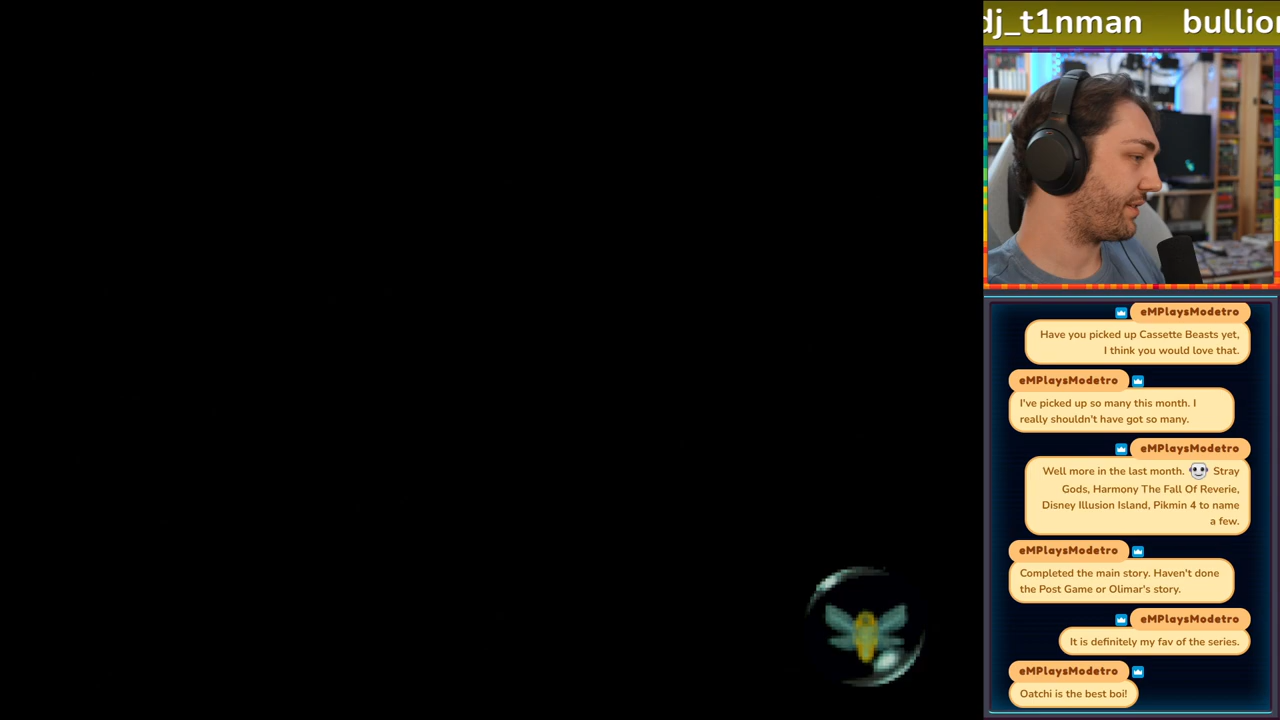 dj_t1nman bullion
eMPlaysModetro
Have you picked up Cassette Beasts yet,
I think you would love that.
eMPlaysModetro
I've picked up so many this month. I
really shouldn't have got so many.
eMPlaysModetro
Well more in the last month. Stray
Gods, Harmony The Fall Of Reverie,
Disney Illusion Island, Pikmin 4 to name
a few.
eMPlaysModetro
Completed the main story. Haven't done
the Post Game or Olimar's story.
eMPlaysModetro
It is definitely my fav of the series.
eMPlaysModetro
Oatchi is the best boi!